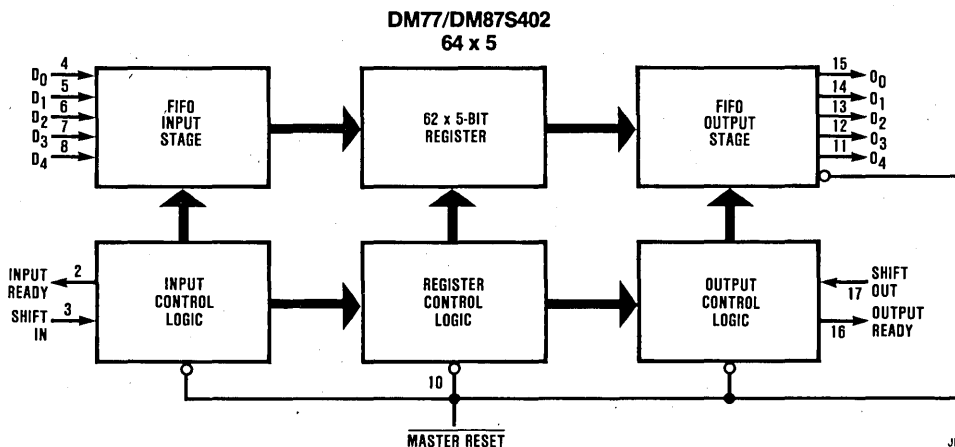 DM77/DM87S402
64 x 5
D0 4
D1 5
D2 6
D3 7
D4 8
FIFO
INPUT
STAGE
62 x 5-BIT
REGISTER
FIFO
OUTPUT
STAGE
15 O0
14 O1
13 O2
12 O3
11 O4
INPUT
READY
2
SHIFT
IN
3
INPUT
CONTROL
LOGIC
REGISTER
CONTROL
LOGIC
OUTPUT
CONTROL
LOGIC
SHIFT
OUT
17
OUTPUT
READY
16
10
MASTER RESET